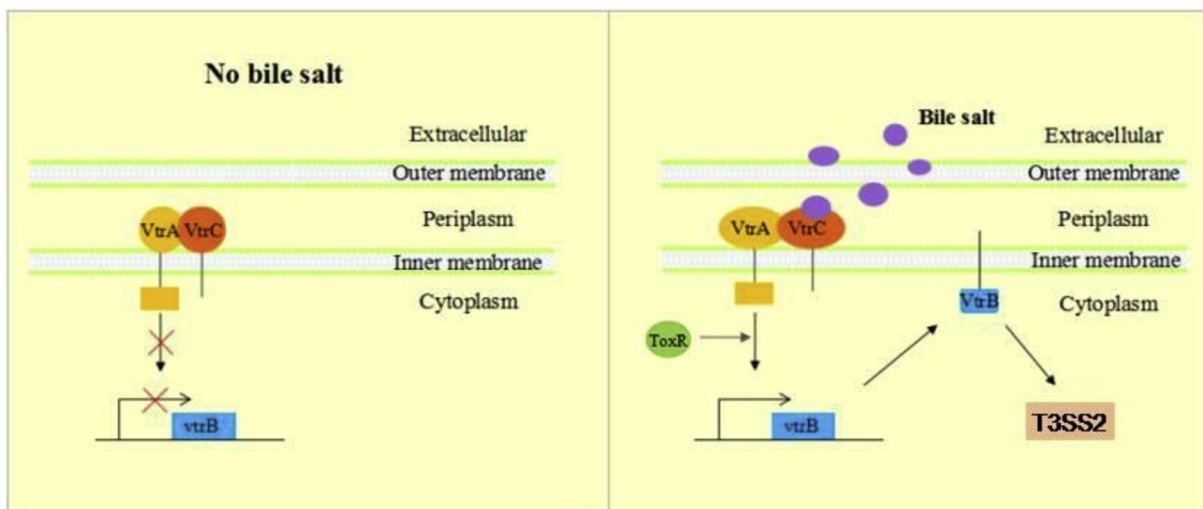 No bile salt
Extracellular
Outer membrane
VtrA VtrC
Periplasm
Inner membrane
Cytoplasm
vtrB
Bile salt
Extracellular
Outer membrane
VtrA VtrC
Periplasm
Inner membrane
VtrB
Cytoplasm
ToxR
vtrB
T3SS2